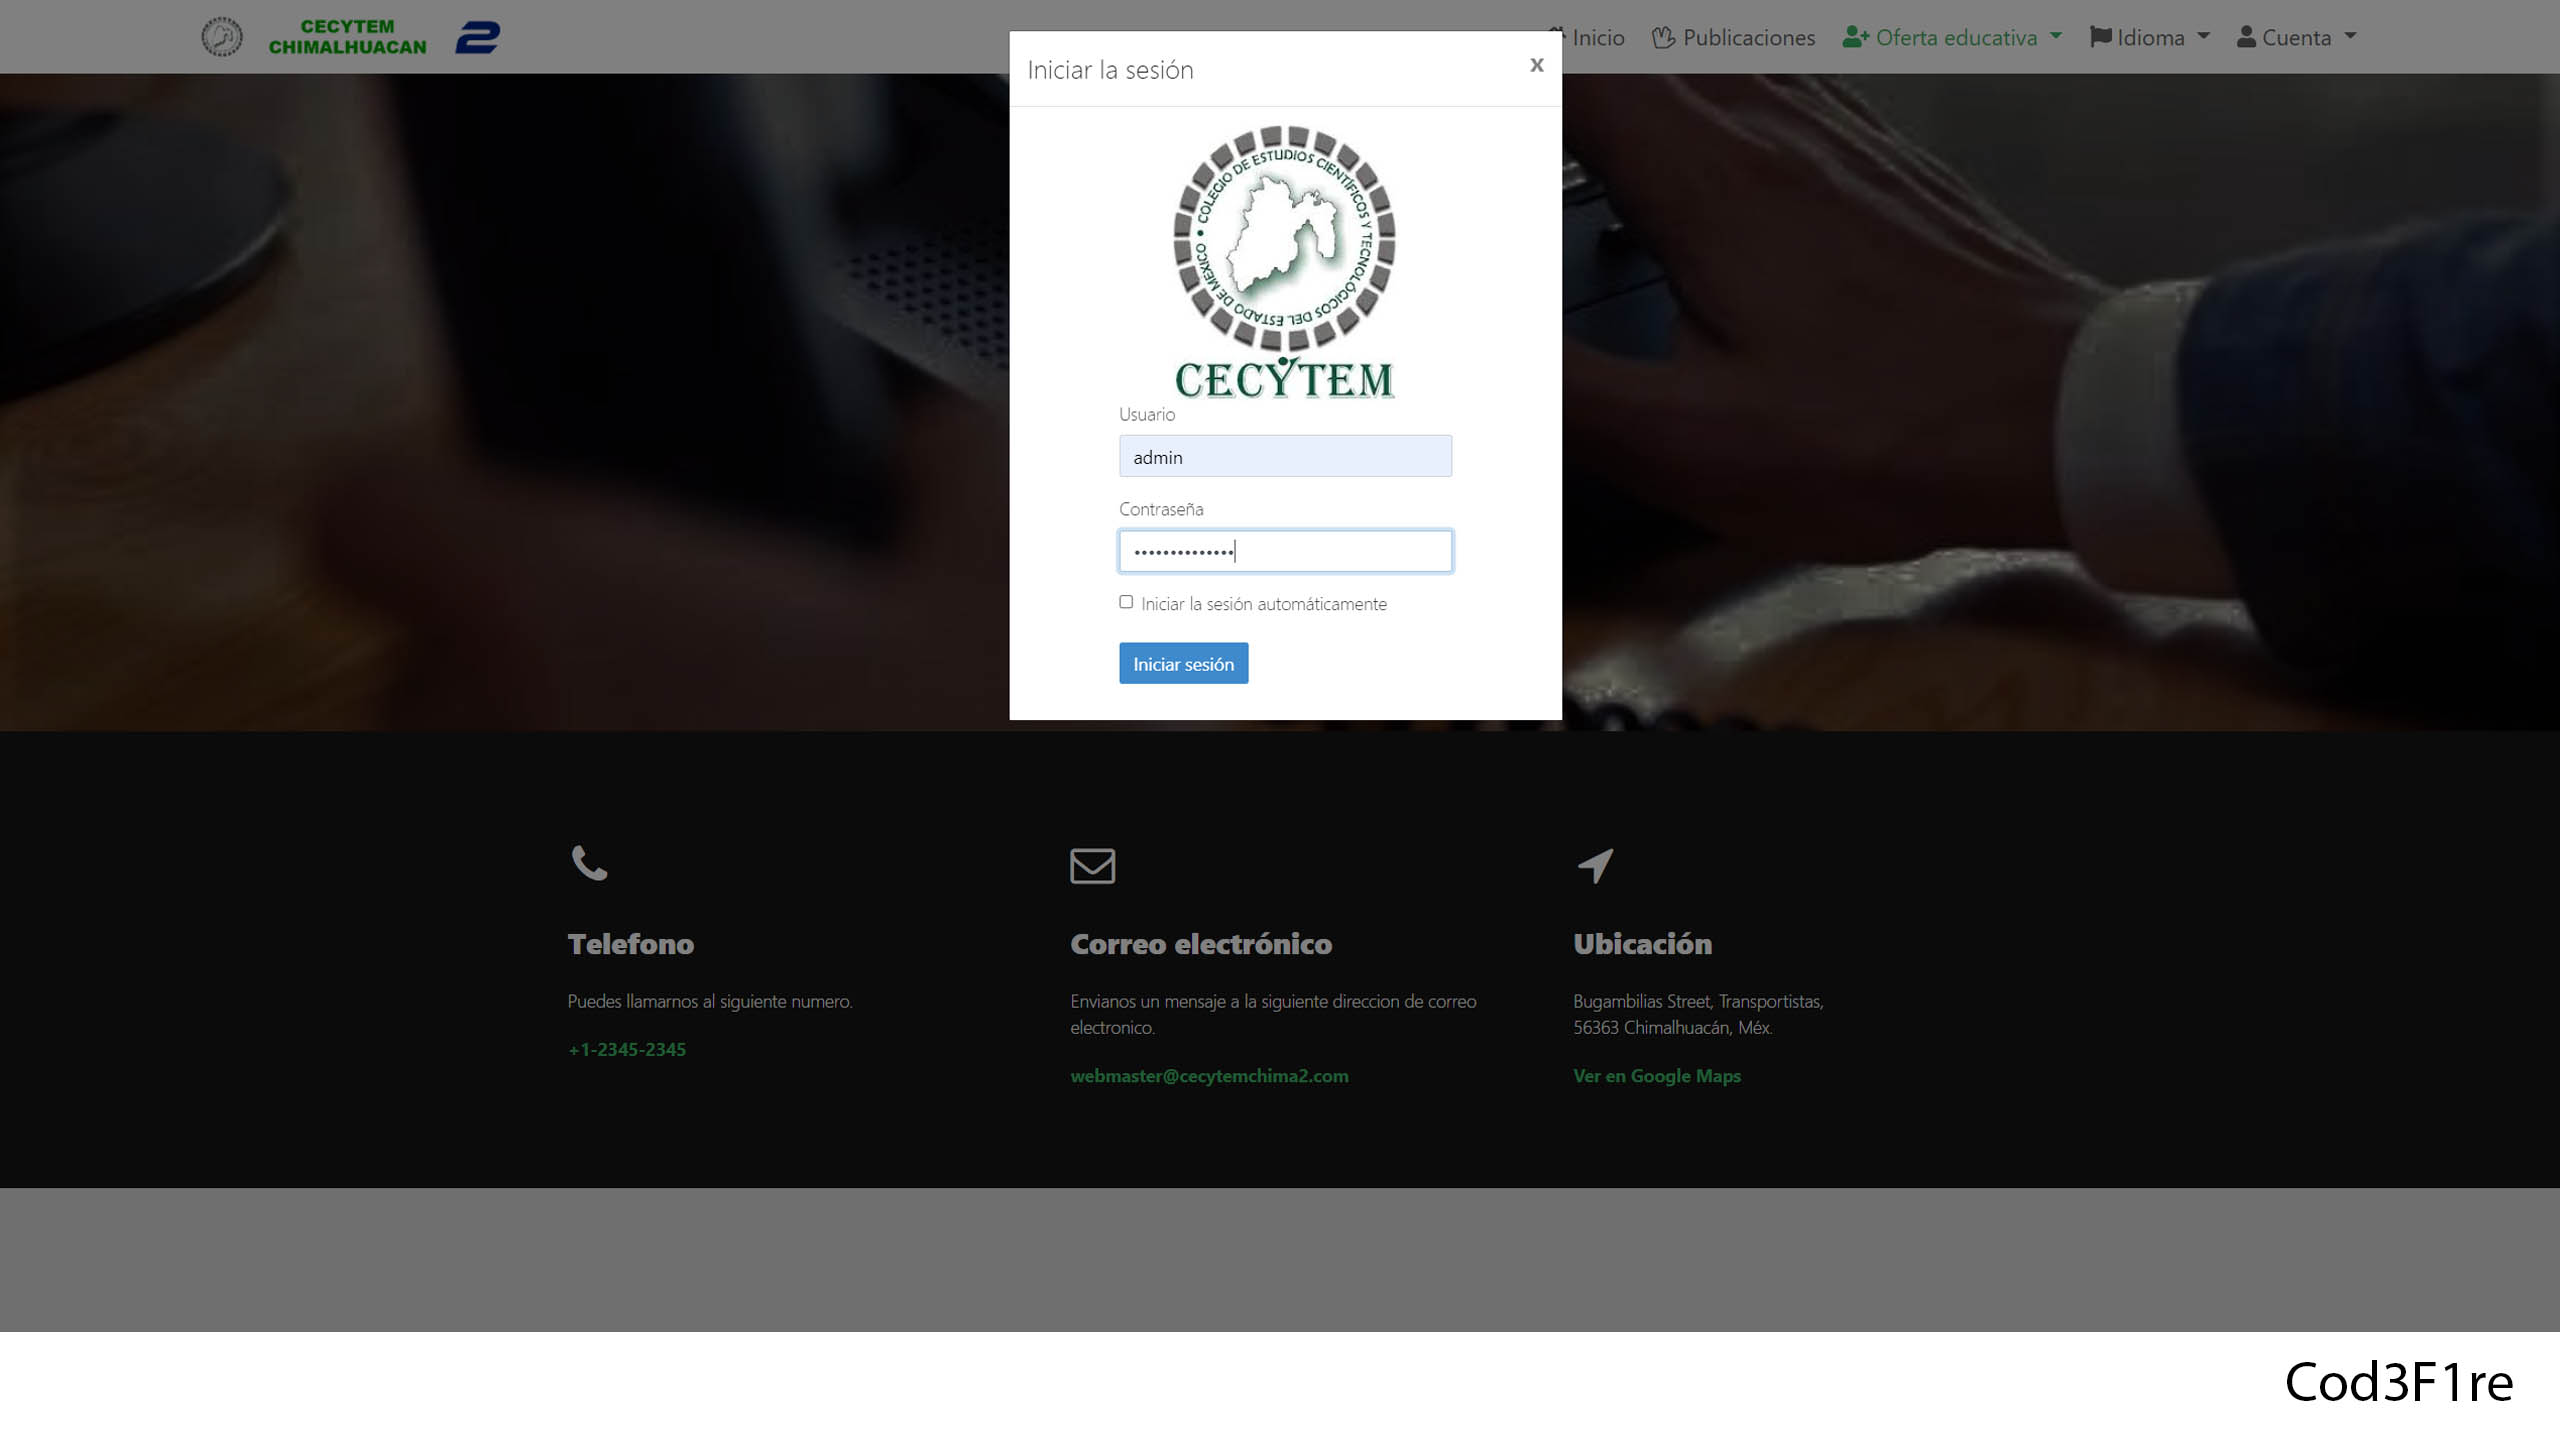 CECYTEM
CHIMALHUACAN
2
Inicio
Publicaciones
Oferta educativa
Idioma
Cuenta
Iniciar la sesión
x
COLEGIO DE ESTUDIOS CIENTÍFICOS Y TECNOLÓGICOS DEL ESTADO DE MEXICO
CECYTEM
Usuario
admin
Contraseña
••••••••••••••
Iniciar la sesión automáticamente
Iniciar sesión
Telefono
Puedes llamarnos al siguiente numero.
+1-2345-2345
Correo electrónico
Envianos un mensaje a la siguiente direccion de correo
electronico.
webmaster@cecytemchima2.com
Ubicación
Bugambilias Street, Transportistas,
56363 Chimalhuacán, Méx.
Ver en Google Maps
Cod3F1re